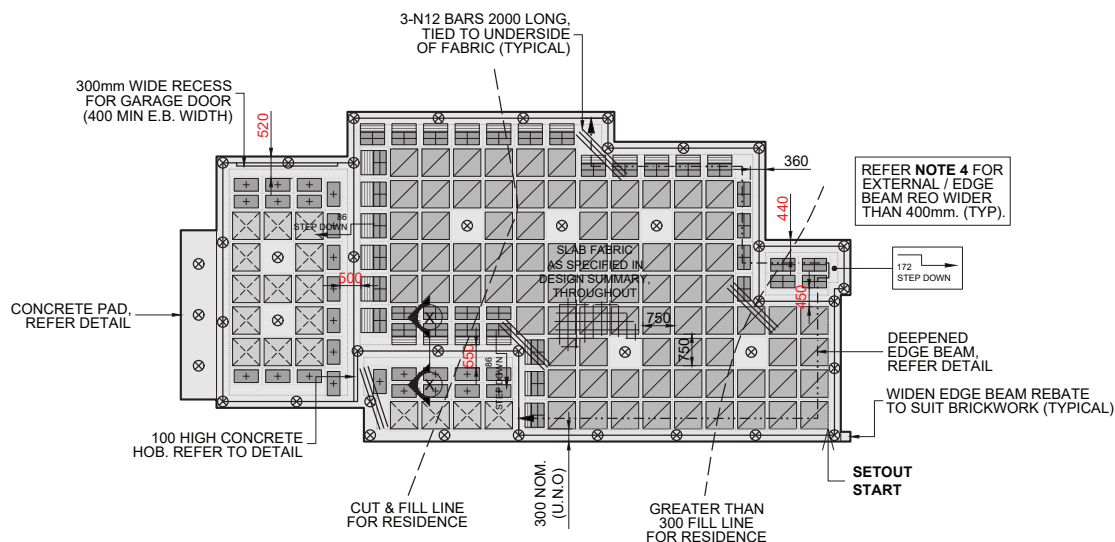 3-N12 BARS 2000 LONG,
TIED TO UNDERSIDE
OF FABRIC (TYPICAL)
300mm WIDE RECESS
FOR GARAGE DOOR
(400 MIN E.B. WIDTH)
520
360
REFER NOTE 4 FOR
EXTERNAL / EDGE
BEAM REO WIDER
THAN 400mm. (TYP).
440
86
STEP DOWN
SLAB FABRIC
AS SPECIFIED IN
DESIGN SUMMARY,
THROUGHOUT
172
STEP DOWN
500
450
CONCRETE PAD,
REFER DETAIL
750
750
550
86
STEP DOWN
DEEPENED
EDGE BEAM,
REFER DETAIL
WIDEN EDGE BEAM REBATE
TO SUIT BRICKWORK (TYPICAL)
100 HIGH CONCRETE
HOB. REFER TO DETAIL
SETOUT
START
CUT & FILL LINE
FOR RESIDENCE
300 NOM.
(U.N.O)
GREATER THAN
300 FILL LINE
FOR RESIDENCE